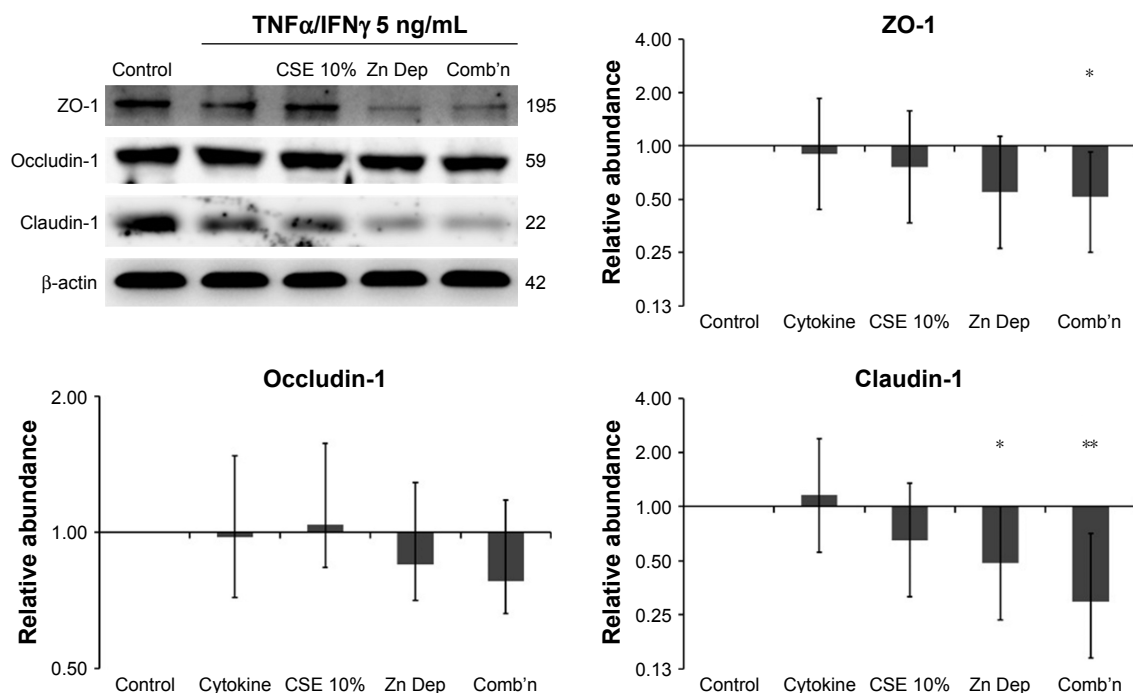 TNFα/IFNγ 5 ng/mL
Control CSE 10% Zn Dep Comb'n
ZO-1 195
Occludin-1 59
Claudin-1 22
β-actin 42
ZO-1
Relative abundance
4.00
2.00
*
1.00
0.50
0.25
0.13
Control Cytokine CSE 10% Zn Dep Comb'n
Occludin-1
Relative abundance
2.00
1.00
0.50
Control Cytokine CSE 10% Zn Dep Comb'n
Claudin-1
Relative abundance
4.00
2.00
* **
1.00
0.50
0.25
0.13
Control Cytokine CSE 10% Zn Dep Comb'n